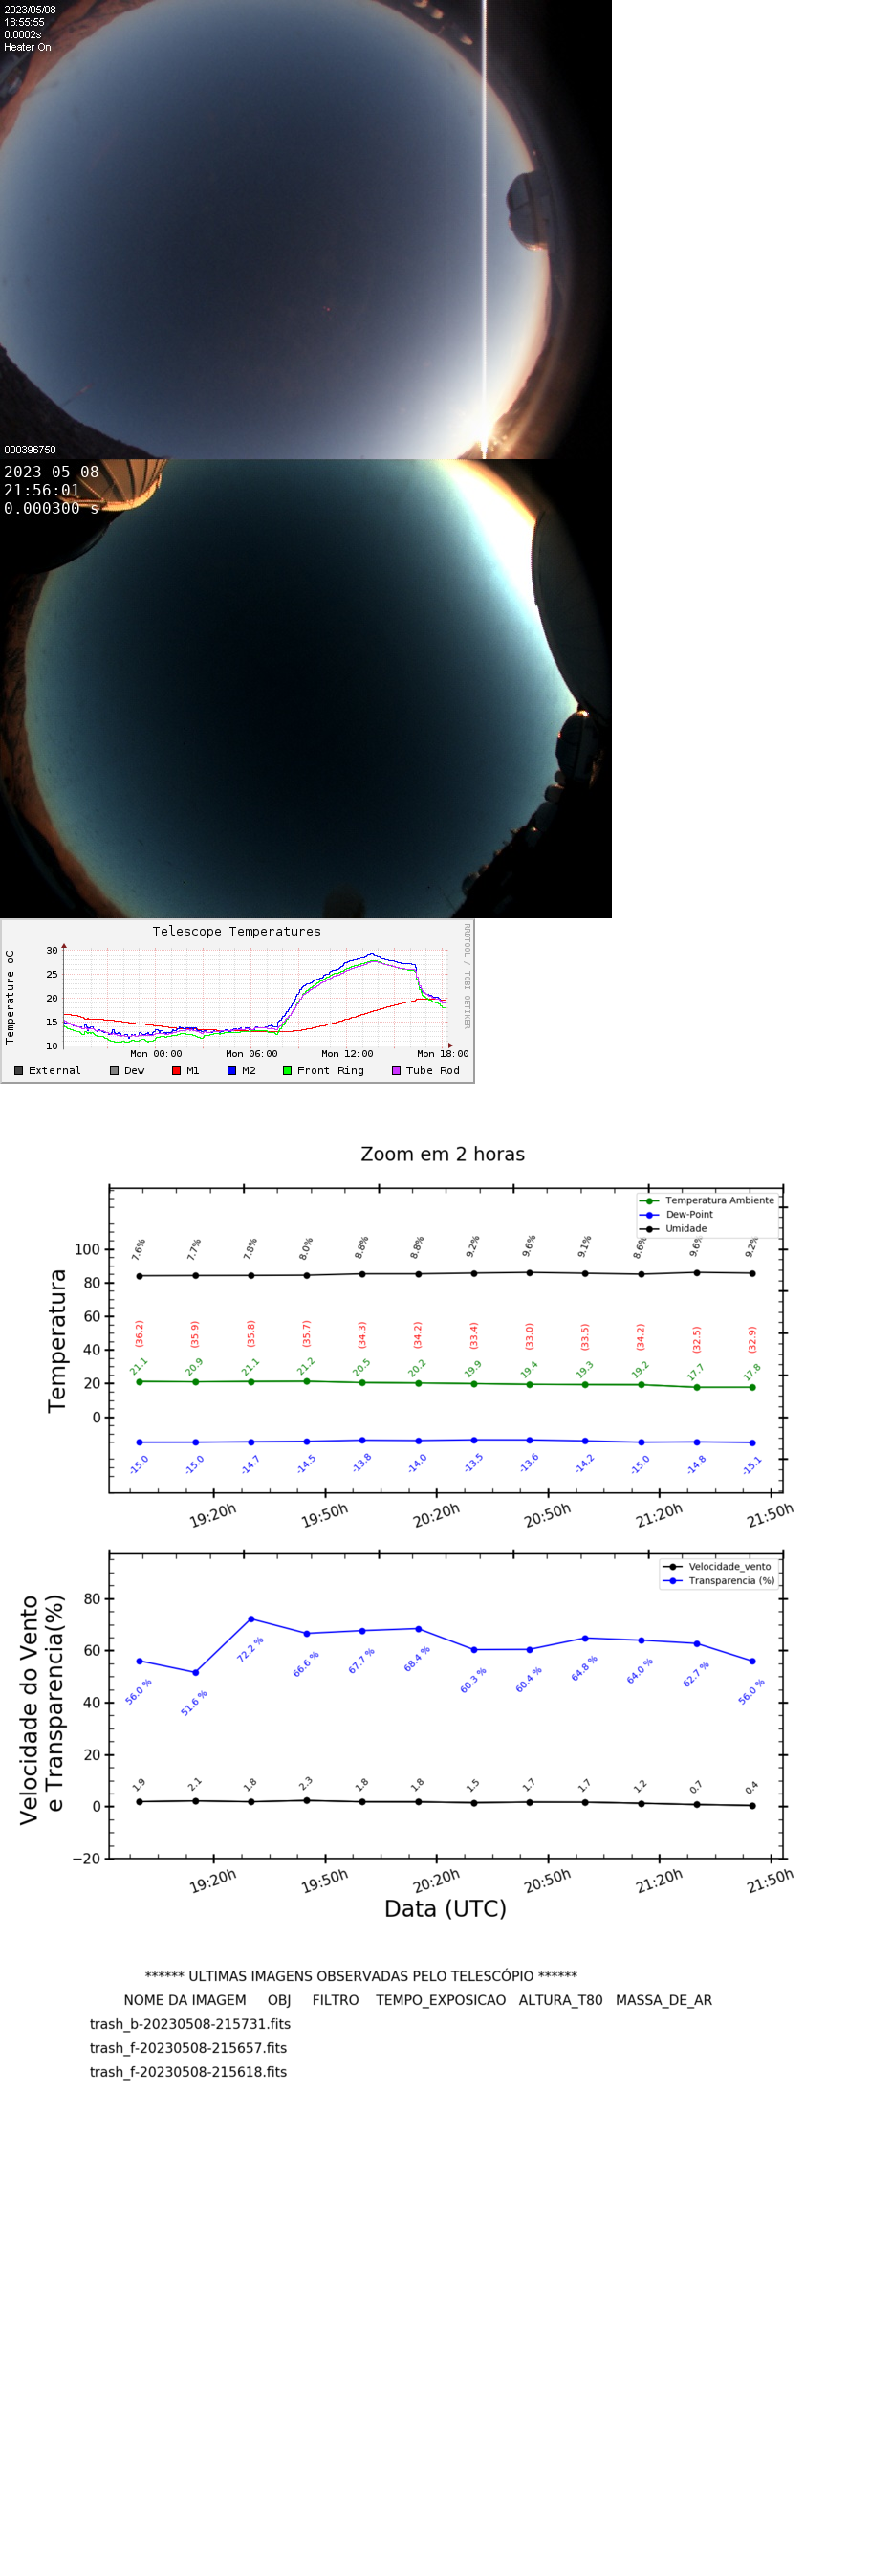 2023/05/08
18:55:55
0.0002s
Heater On
000396750
2023-05-08
21:56:01
0.000300 s
Telescope Temperatures
RRDTOOL / TOBI OETIKER
Temperature oC
30
25
20
15
10
Mon 00:00 Mon 06:00 Mon 12:00 Mon 18:00
External Dew M1 M2 Front Ring Tube Rod
Zoom em 2 horas
Temperatura Ambiente
Dew-Point
Umidade
Temperatura
100
80
60
40
20
0
7.6% 7.7% 7.8% 8.0% 8.8% 8.8% 9.2% 9.6% 9.1% 8.6% 9.6% 9.2%
(36.2) (35.9) (35.8) (35.7) (34.3) (34.2) (33.4) (33.0) (33.5) (34.2) (32.5) (32.9)
21.1 20.9 21.1 21.2 20.5 20.2 19.9 19.4 19.3 19.2 17.7 17.8
-15.0 -15.0 -14.7 -14.5 -13.8 -14.0 -13.5 -13.6 -14.2 -15.0 -14.8 -15.1
19:20h 19:50h 20:20h 20:50h 21:20h 21:50h
Velocidade_vento
Transparencia (%)
Velocidade do Vento
e Transparencia(%)
80
60
40
20
0
−20
56.0 % 51.6 % 72.2 % 66.6 % 67.7 % 68.4 % 60.3 % 60.4 % 64.8 % 64.0 % 62.7 % 56.0 %
1.9 2.1 1.8 2.3 1.8 1.8 1.5 1.7 1.7 1.2 0.7 0.4
19:20h 19:50h 20:20h 20:50h 21:20h 21:50h
Data (UTC)
****** ULTIMAS IMAGENS OBSERVADAS PELO TELESCÓPIO ******
NOME DA IMAGEM OBJ FILTRO TEMPO_EXPOSICAO ALTURA_T80 MASSA_DE_AR
trash_b-20230508-215731.fits
trash_f-20230508-215657.fits
trash_f-20230508-215618.fits